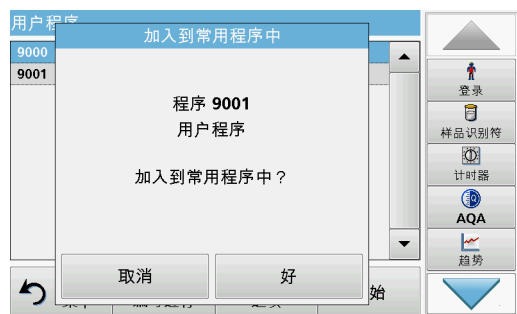 用户程序
加入到常用程序中
9000
9001
程序 9001
用户程序
加入到常用程序中？
取消
好
始
登录
样品识别符
计时器
AQA
趋势